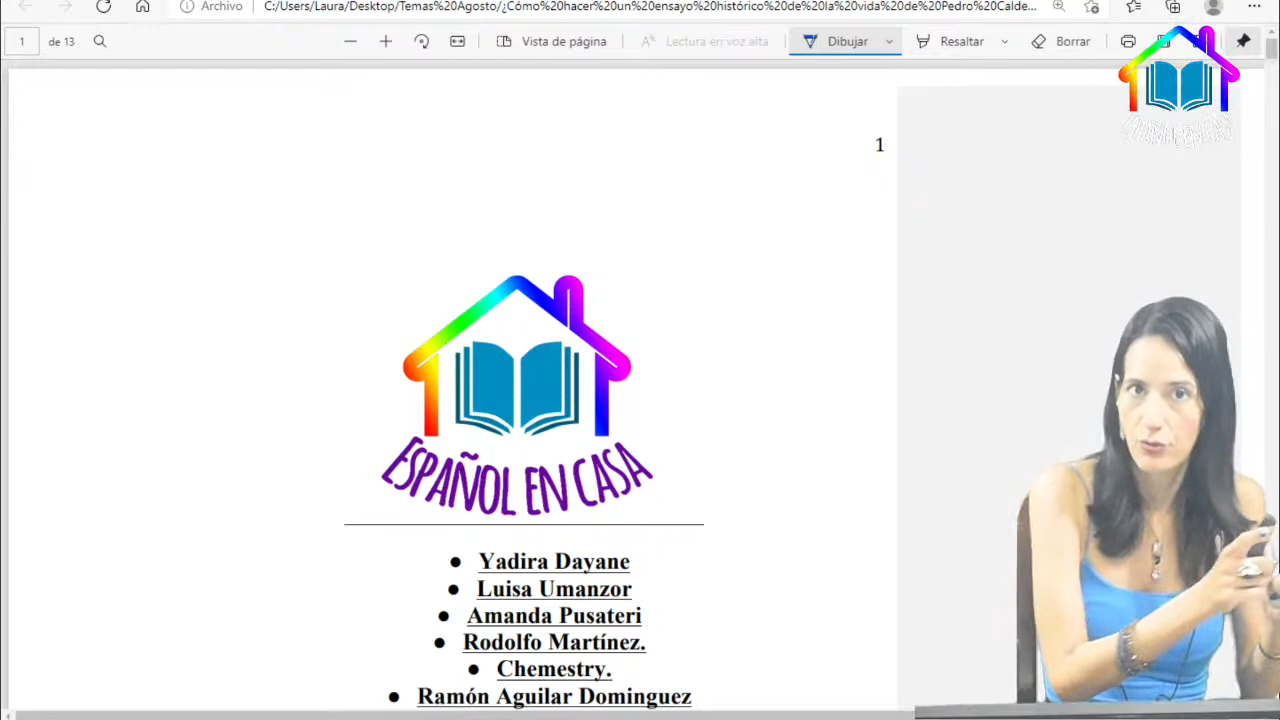 Archivo C:/Users/Laura/Desktop/Temas%20Agosto/¿Cómo%20hacer%20un%20ensayo%20histórico%20de%20la%20vida%20de%20Pedro%20Calde...
1 de 13 Vista de página Lectura en voz alta Dibujar Resaltar Borrar
1
ESPAÑOL EN CASA
● Yadira Dayane
● Luisa Umanzor
● Amanda Pusateri
● Rodolfo Martínez.
● Chemestry.
● Ramón Aguilar Dominguez